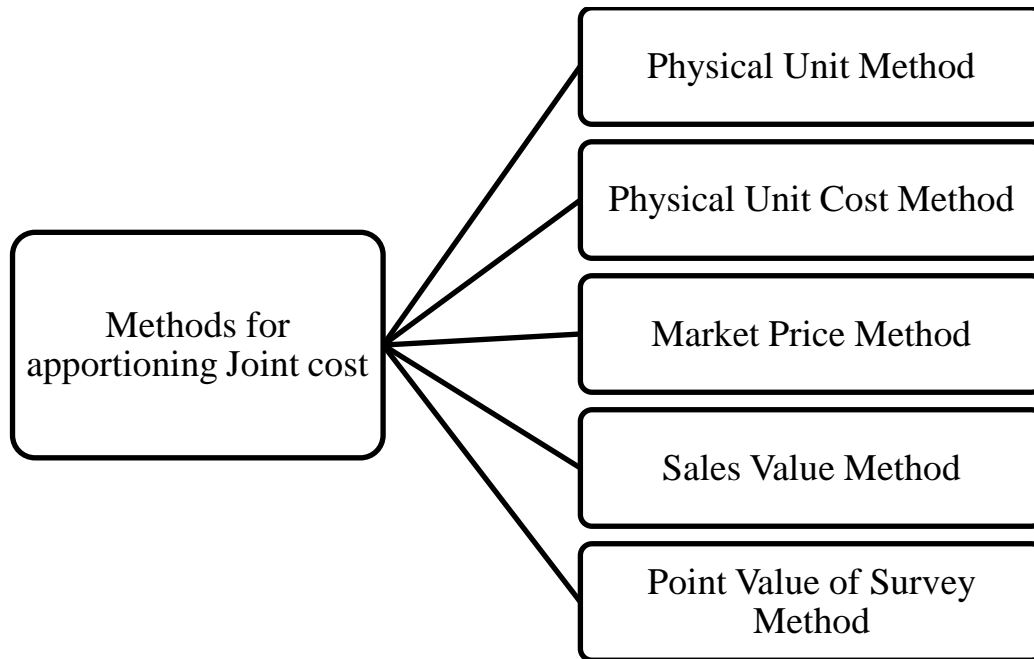 Physical Unit Method
Physical Unit Cost Method
Methods for
apportioning Joint cost
Market Price Method
Sales Value Method
Point Value of Survey
Method